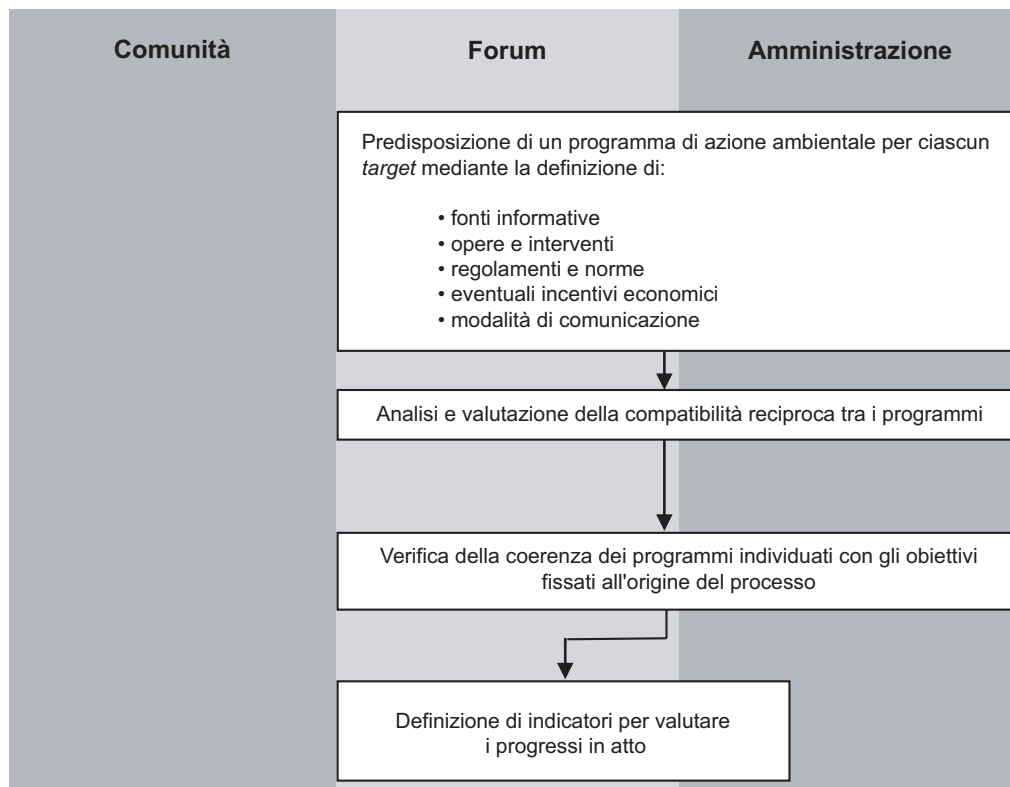 Comunità
Forum
Amministrazione
Predisposizione di un programma di azione ambientale per ciascun
target mediante la definizione di:
• fonti informative
• opere e interventi
• regolamenti e norme
• eventuali incentivi economici
• modalità di comunicazione
Analisi e valutazione della compatibilità reciproca tra i programmi
Verifica della coerenza dei programmi individuati con gli obiettivi
fissati all'origine del processo
Definizione di indicatori per valutare
i progressi in atto